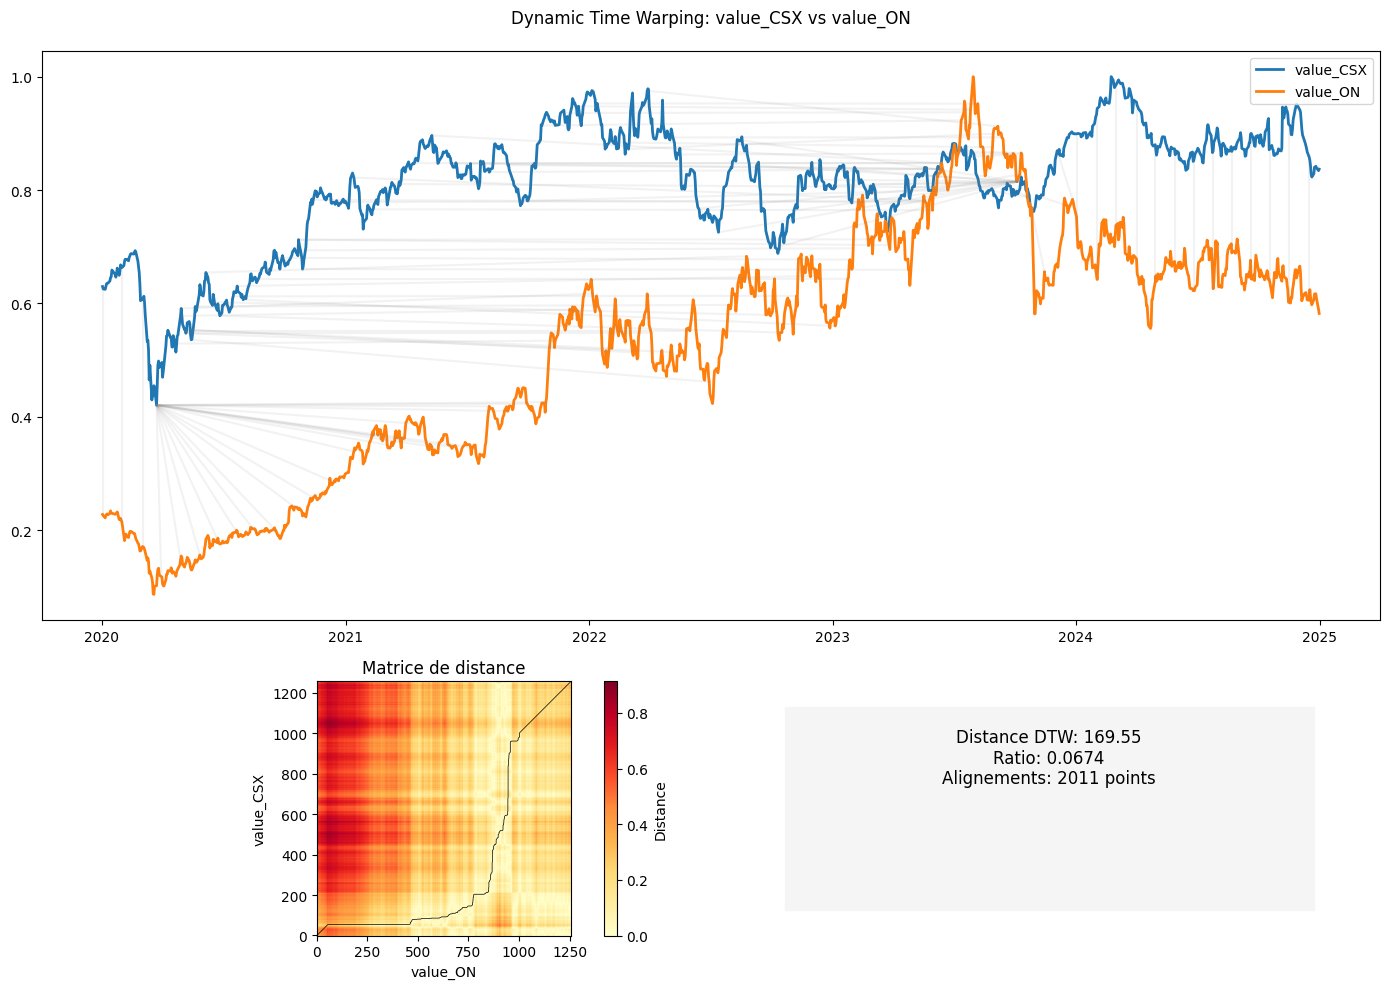 Dynamic Time Warping: value_CSX vs value_ON
1.0
0.8
0.6
0.4
0.2
value_CSX
value_ON
2020 2021 2022 2023 2024 2025
Matrice de distance
1200
1000
800
600
400
200
0
value_CSX
0 250 500 750 1000 1250
value_ON
0.8
0.6
0.4
0.2
0.0
Distance
Distance DTW: 169.55
Ratio: 0.0674
Alignements: 2011 points